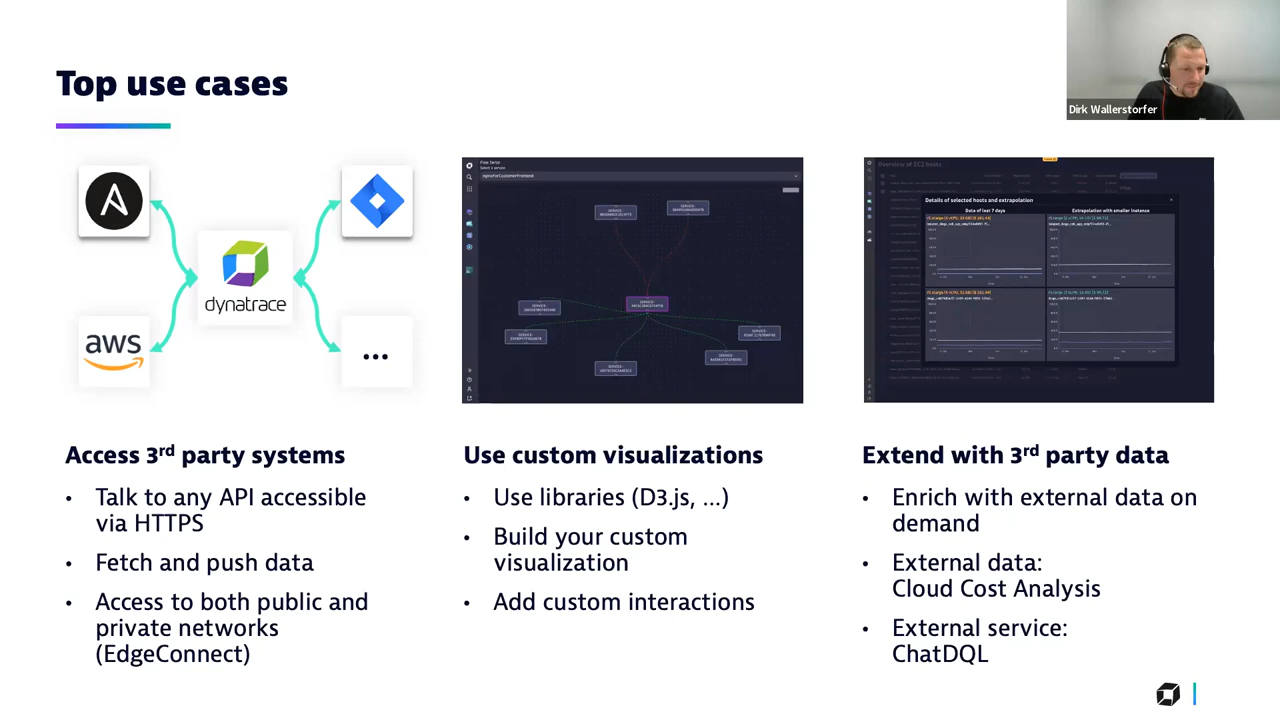 Top use cases
Dirk Wallerstorfer
aws
dynatrace
...
Details of selected hosts and extrapolation
Data of last 7 days
Extrapolation with smaller instance
Access 3rd party systems
• Talk to any API accessible
via HTTPS
• Fetch and push data
• Access to both public and
private networks
(EdgeConnect)
Use custom visualizations
• Use libraries (D3.js, ...)
• Build your custom
visualization
• Add custom interactions
Extend with 3rd party data
• Enrich with external data on
demand
• External data:
Cloud Cost Analysis
• External service:
ChatDQL